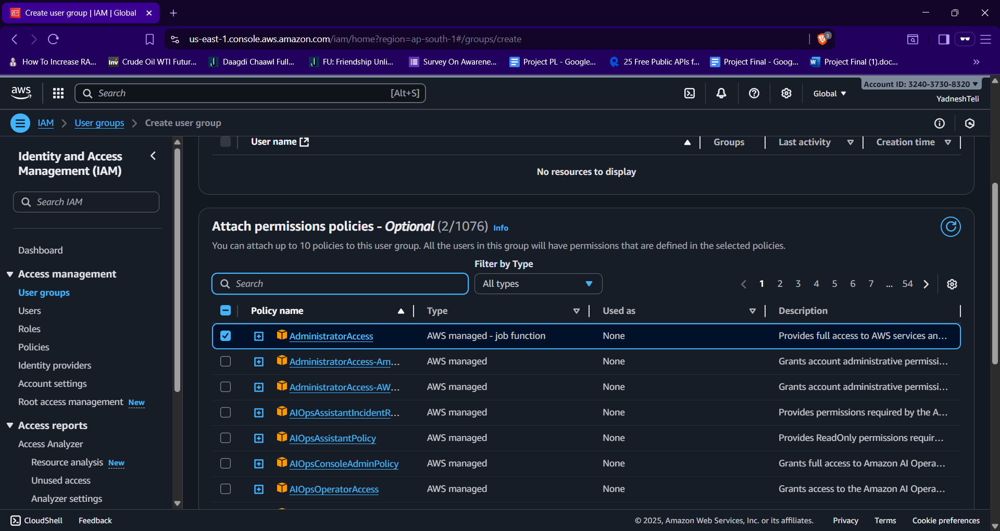 Create user group | IAM | Global
us-east-1.console.aws.amazon.com/iam/home?region=ap-south-1#/groups/create
3
How To Increase RA...
Inv Crude Oil WTI Futur...
Daagdi Chaawl Full...
FU: Friendship Unli...
Survey On Awarene...
Project PL - Google...
25 Free Public APIs f...
Project Final - Goog...
Project Final (1).doc...
aws
Search [Alt+S]
Global
Account ID: 3240-3730-8320
YadneshTeli
IAM > User groups > Create user group
Identity and Access
Management (IAM)
Search IAM
Dashboard
Access management
User groups
Users
Roles
Policies
Identity providers
Account settings
Root access management New
Access reports
Access Analyzer
Resource analysis New
Unused access
Analyzer settings
User name Groups Last activity Creation time
No resources to display
Attach permissions policies - Optional (2/1076) Info
You can attach up to 10 policies to this user group. All the users in this group will have permissions that are defined in the selected policies.
Filter by Type
Search All types 1 2 3 4 5 6 7 ... 54
Policy name Type Used as Description
AdministratorAccess AWS managed - job function None Provides full access to AWS services an...
AdministratorAccess-Am... AWS managed None Grants account administrative permissi...
AdministratorAccess-AW... AWS managed None Grants account administrative permissi...
AIOpsAssistantIncidentR... AWS managed None Provides permissions required by the A...
AIOpsAssistantPolicy AWS managed None Provides ReadOnly permissions requir...
AIOpsConsoleAdminPolicy AWS managed None Grants full access to Amazon AI Opera...
AIOpsOperatorAccess AWS managed None Grants access to the Amazon AI Opera...
CloudShell Feedback © 2025, Amazon Web Services, Inc. or its affiliates. Privacy Terms Cookie preferences